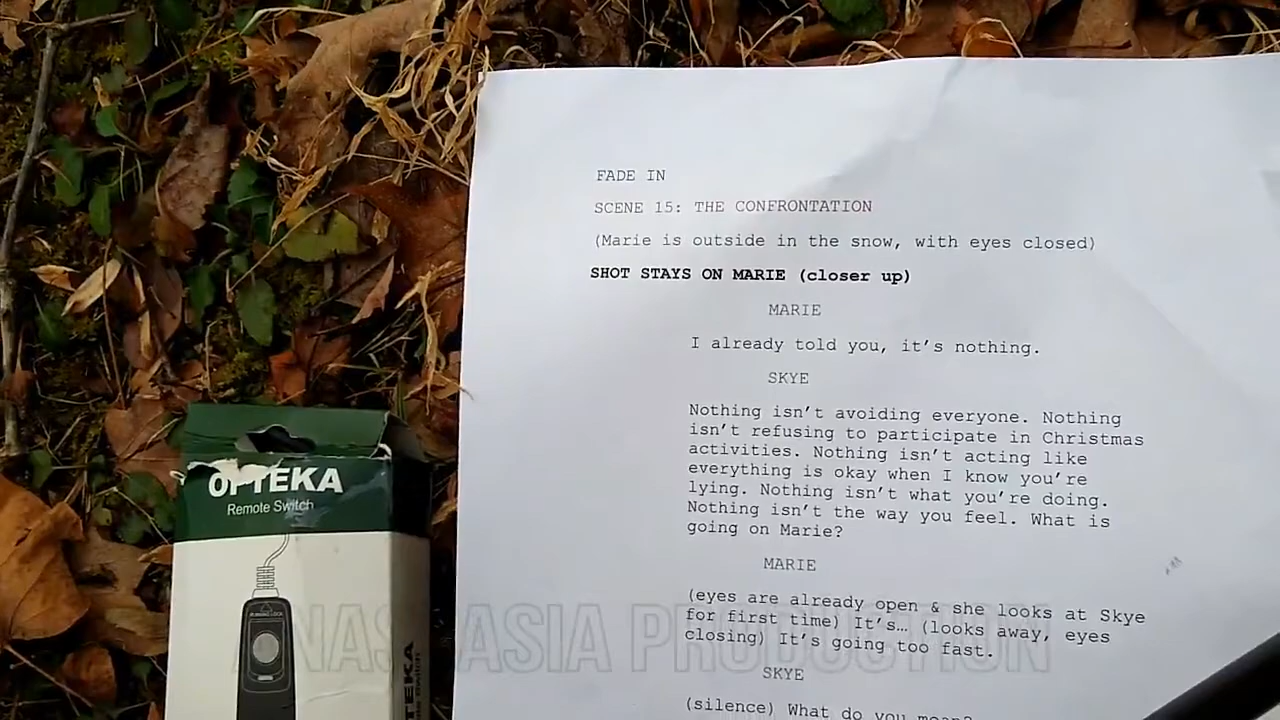 FADE IN
SCENE 15: THE CONFRONTATION
(Marie is outside in the snow, with eyes closed)
SHOT STAYS ON MARIE (closer up)
MARIE
I already told you, it's nothing.
SKYE
Nothing isn't avoiding everyone. Nothing
isn't refusing to participate in Christmas
activities. Nothing isn't acting like
everything is okay when I know you're
lying. Nothing isn't what you're doing.
Nothing isn't the way you feel. What is
going on Marie?
MARIE
(eyes are already open & she looks at Skye
for first time) It's… (looks away, eyes
closing) It's going too fast.
SKYE
(silence) What do you mean?
OPTEKA
Remote Switch
OPTEKA
ANASTASIA PRODUCTION